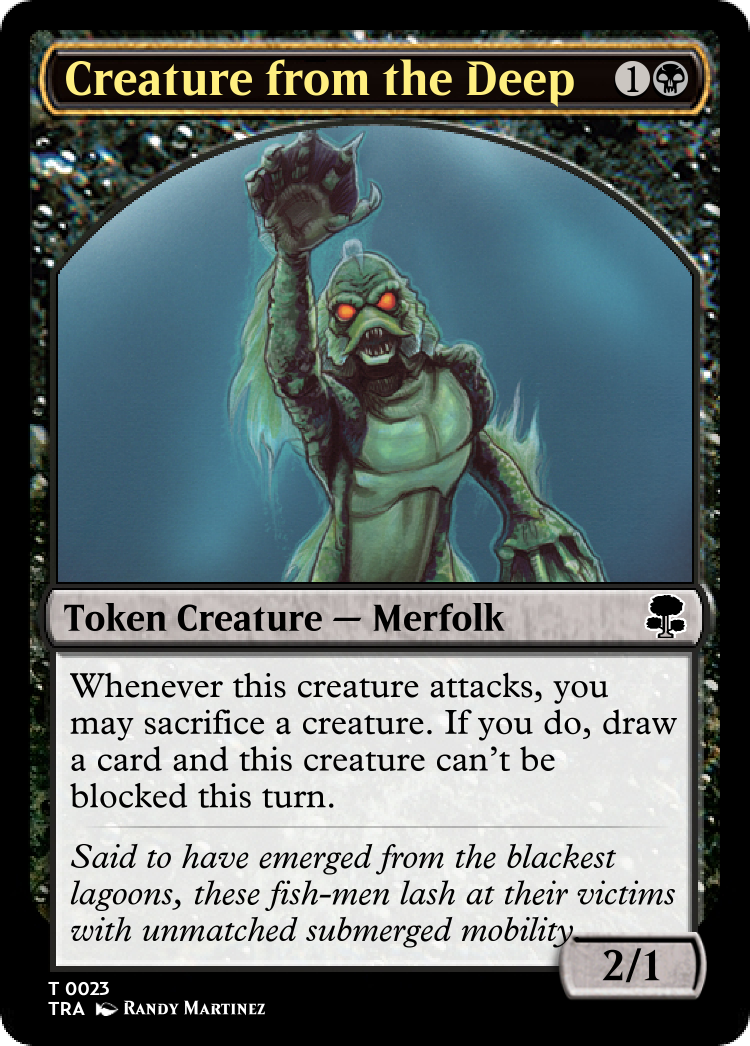 Creature from the Deep 1
Token Creature — Merfolk
Whenever this creature attacks, you
may sacrifice a creature. If you do, draw
a card and this creature can't be
blocked this turn.
Said to have emerged from the blackest
lagoons, these fish-men lash at their victims
with unmatched submerged mobility.
2/1
T 0023
TRA Randy Martinez